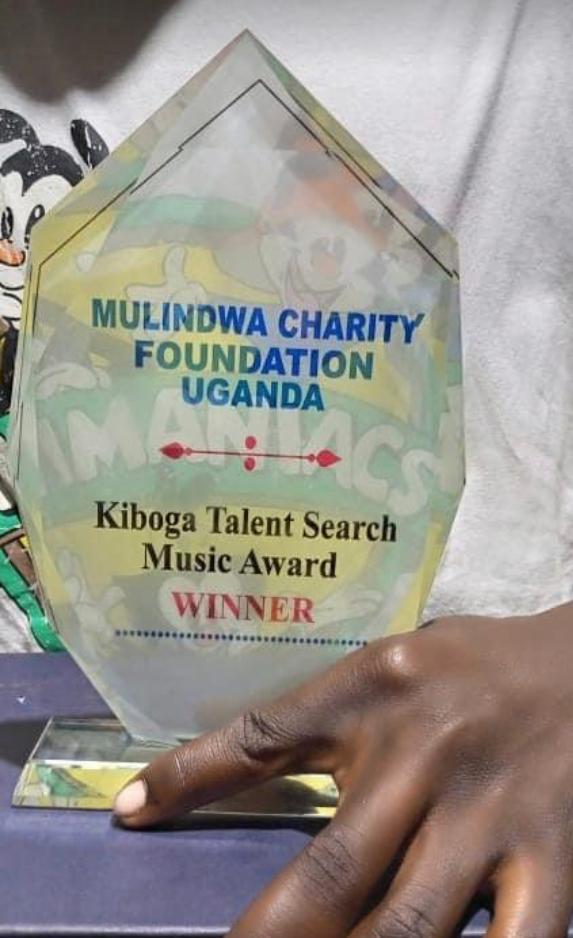 MULINDWA CHARITY
FOUNDATION
UGANDA
Kiboga Talent Search
Music Award
WINNER